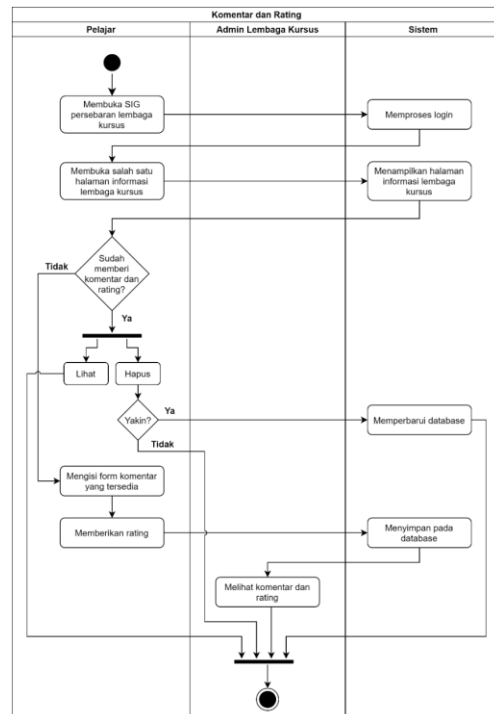 Komentar dan Rating
Pelajar
Admin Lembaga Kursus
Sistem
Membuka SIG
persebaran lembaga
kursus
Memproses login
Membuka salah satu
halaman informasi
lembaga kursus
Menampilkan halaman
informasi lembaga
kursus
Sudah
memberi
komentar dan
rating?
Tidak
Ya
Lihat
Hapus
Yakin?
Ya
Tidak
Memperbarui database
Mengisi form komentar
yang tersedia
Memberikan rating
Menyimpan pada
database
Melihat komentar dan
rating